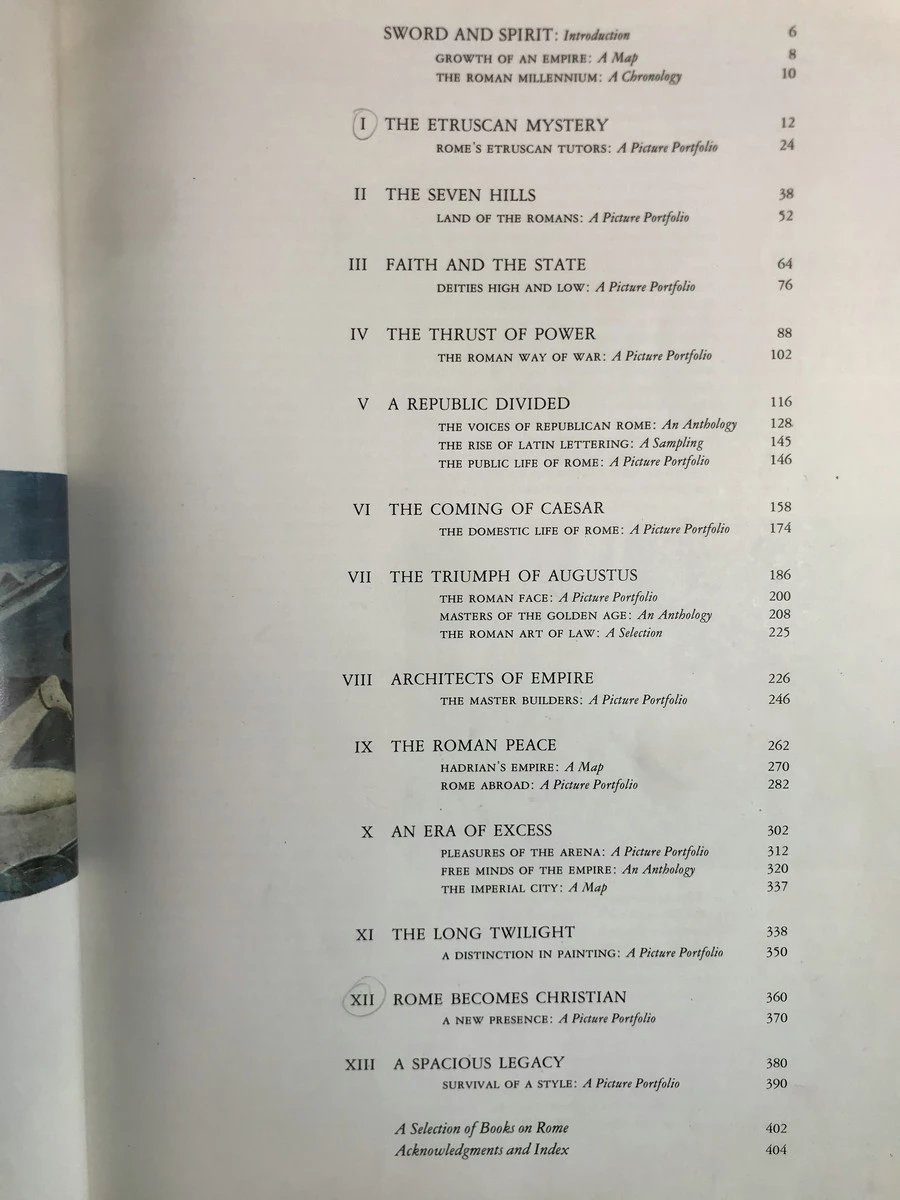 SWORD AND SPIRIT: Introduction 6
GROWTH OF AN EMPIRE: A Map 8
THE ROMAN MILLENNIUM: A Chronology 10
I THE ETRUSCAN MYSTERY 12
ROME'S ETRUSCAN TUTORS: A Picture Portfolio 24
II THE SEVEN HILLS 38
LAND OF THE ROMANS: A Picture Portfolio 52
III FAITH AND THE STATE 64
DEITIES HIGH AND LOW: A Picture Portfolio 76
IV THE THRUST OF POWER 88
THE ROMAN WAY OF WAR: A Picture Portfolio 102
V A REPUBLIC DIVIDED 116
THE VOICES OF REPUBLICAN ROME: An Anthology 128
THE RISE OF LATIN LETTERING: A Sampling 145
THE PUBLIC LIFE OF ROME: A Picture Portfolio 146
VI THE COMING OF CAESAR 158
THE DOMESTIC LIFE OF ROME: A Picture Portfolio 174
VII THE TRIUMPH OF AUGUSTUS 186
THE ROMAN FACE: A Picture Portfolio 200
MASTERS OF THE GOLDEN AGE: An Anthology 208
THE ROMAN ART OF LAW: A Selection 225
VIII ARCHITECTS OF EMPIRE 226
THE MASTER BUILDERS: A Picture Portfolio 246
IX THE ROMAN PEACE 262
HADRIAN'S EMPIRE: A Map 270
ROME ABROAD: A Picture Portfolio 282
X AN ERA OF EXCESS 302
PLEASURES OF THE ARENA: A Picture Portfolio 312
FREE MINDS OF THE EMPIRE: An Anthology 320
THE IMPERIAL CITY: A Map 337
XI THE LONG TWILIGHT 338
A DISTINCTION IN PAINTING: A Picture Portfolio 350
XII ROME BECOMES CHRISTIAN 360
A NEW PRESENCE: A Picture Portfolio 370
XIII A SPACIOUS LEGACY 380
SURVIVAL OF A STYLE: A Picture Portfolio 390
A Selection of Books on Rome 402
Acknowledgments and Index 404